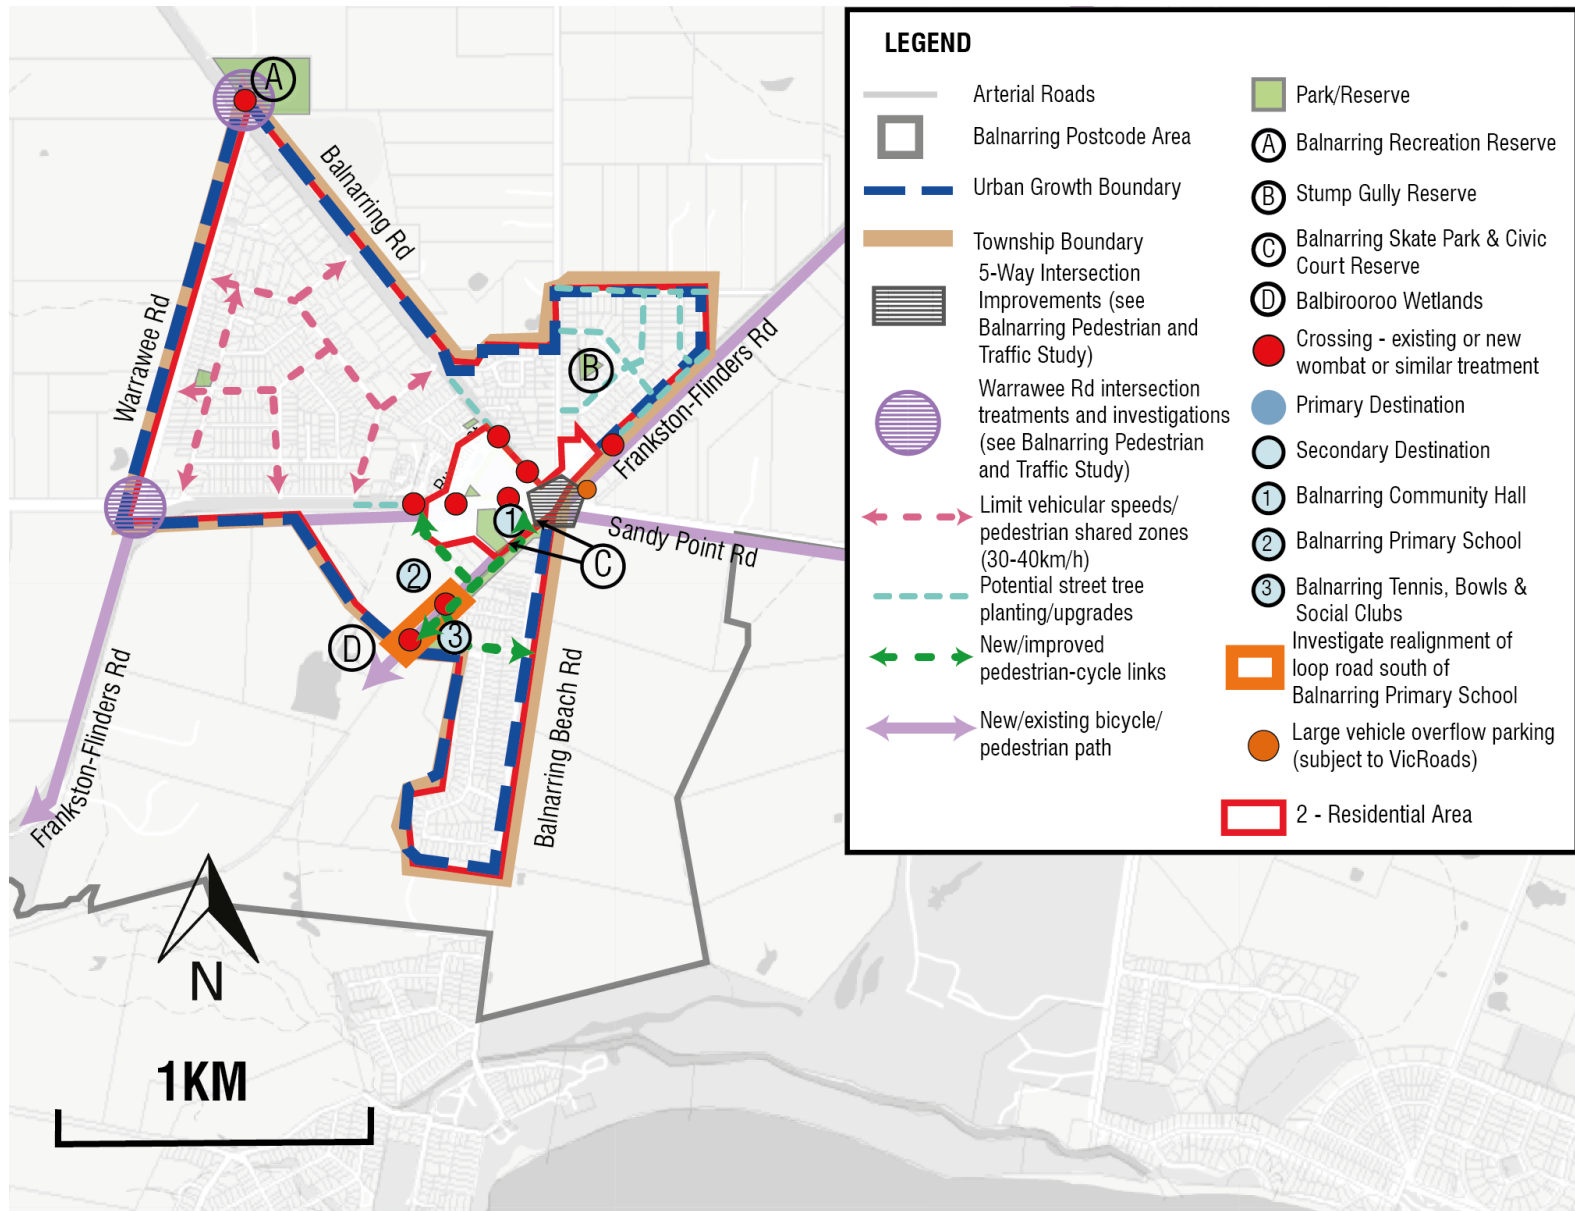 A
Balnarring Rd
Warrawee Rd
B
Frankston-Flinders Rd
1
Sandy Point Rd
C
2
3
D
Balnarring Beach Rd
Frankston-Flinders Rd
N
1KM
LEGEND
Arterial Roads
Balnarring Postcode Area
Urban Growth Boundary
Township Boundary
5-Way Intersection
Improvements (see
Balnarring Pedestrian and
Traffic Study)
Warrawee Rd intersection
treatments and investigations
(see Balnarring Pedestrian
and Traffic Study)
Limit vehicular speeds/
pedestrian shared zones
(30-40km/h)
Potential street tree
planting/upgrades
New/improved
pedestrian-cycle links
New/existing bicycle/
pedestrian path
Park/Reserve
A Balnarring Recreation Reserve
B Stump Gully Reserve
C Balnarring Skate Park & Civic
Court Reserve
D Balbirooroo Wetlands
Crossing - existing or new
wombat or similar treatment
Primary Destination
Secondary Destination
1 Balnarring Community Hall
2 Balnarring Primary School
3 Balnarring Tennis, Bowls &
Social Clubs
Investigate realignment of
loop road south of
Balnarring Primary School
Large vehicle overflow parking
(subject to VicRoads)
2 - Residential Area